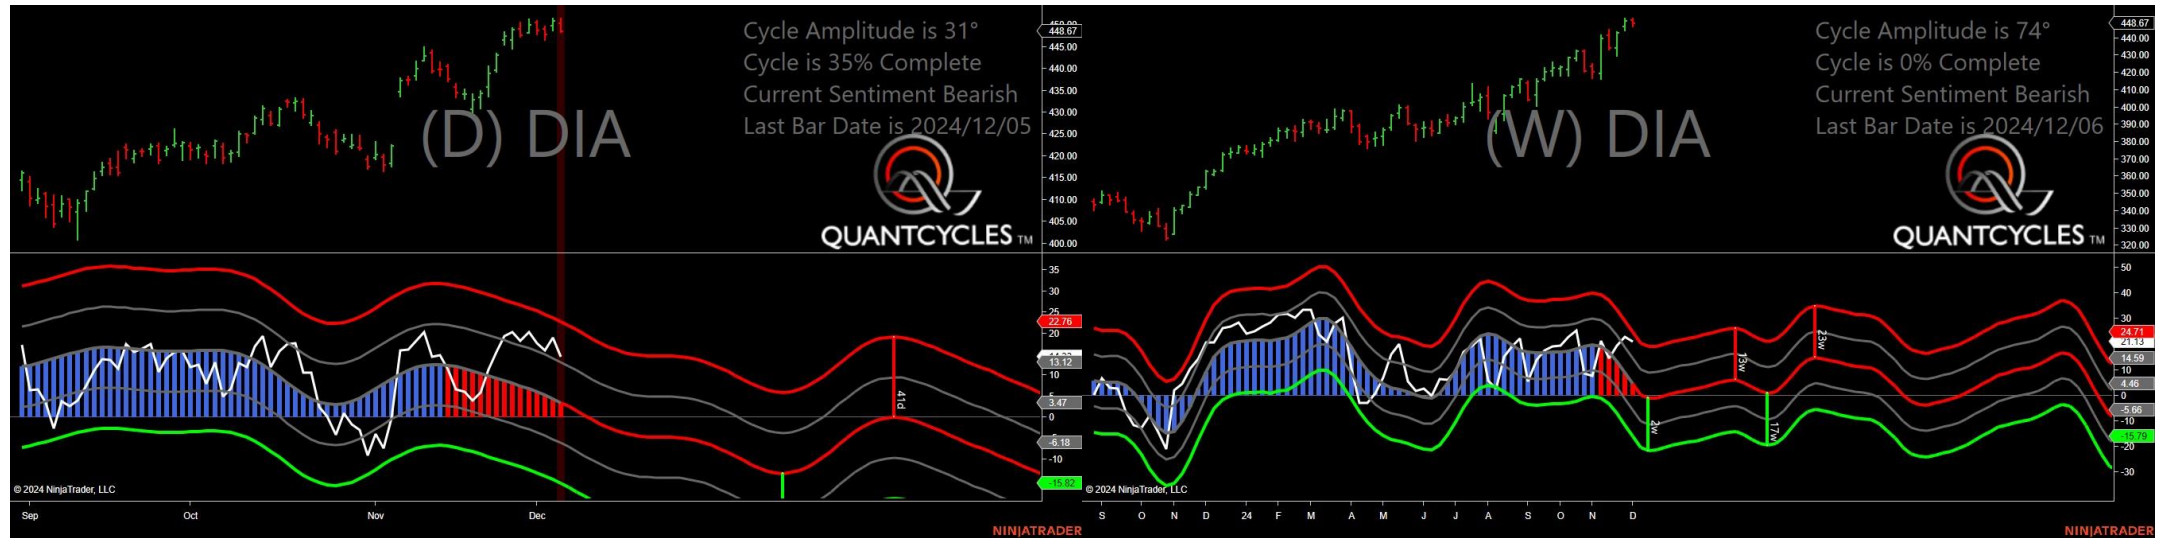 Cycle Amplitude is 31°
Cycle is 35% Complete
Current Sentiment Bearish
Last Bar Date is 2024/12/05
(D) DIA
QUANTCYCLES TM
448.67
445.00
440.00
435.00
430.00
425.00
420.00
415.00
410.00
405.00
400.00
35
30
22.76
20
13.12
10
3.47
0
-6.18
-10
-15.82
41d
© 2024 NinjaTrader, LLC
Sep Oct Nov Dec
NINJATRADER
Cycle Amplitude is 74°
Cycle is 0% Complete
Current Sentiment Bearish
Last Bar Date is 2024/12/06
(W) DIA
QUANTCYCLES TM
448.67
440.00
430.00
420.00
410.00
400.00
390.00
380.00
370.00
360.00
350.00
340.00
330.00
320.00
50
40
30
24.71
21.13
14.59
10
4.46
0
-5.66
-10
-15.79
-20
-30
2w
13w
17w
23w
© 2024 NinjaTrader, LLC
S O N D 24 F M A M J J A S O N D
NINJATRADER